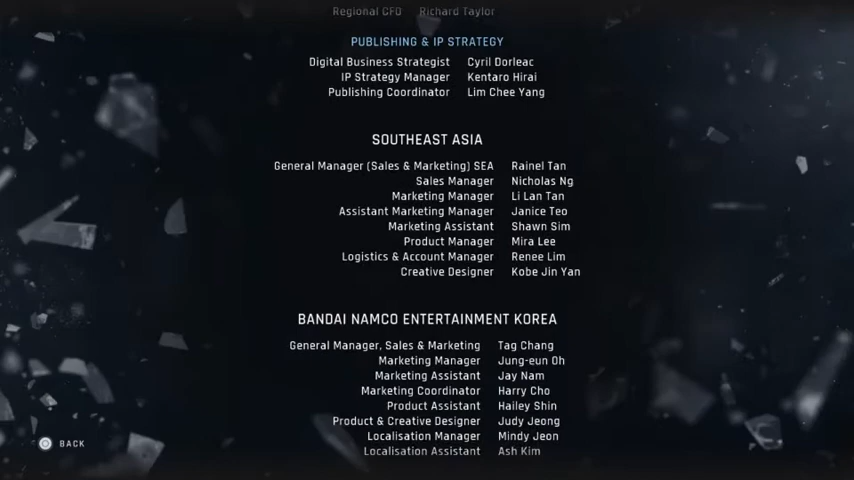 Regional CFO Richard Taylor
PUBLISHING & IP STRATEGY
Digital Business Strategist Cyril Dorleac
IP Strategy Manager Kentaro Hirai
Publishing Coordinator Lim Chee Yang
SOUTHEAST ASIA
General Manager (Sales & Marketing) SEA Rainel Tan
Sales Manager Nicholas Ng
Marketing Manager Li Lan Tan
Assistant Marketing Manager Janice Teo
Marketing Assistant Shawn Sim
Product Manager Mira Lee
Logistics & Account Manager Renee Lim
Creative Designer Kobe Jin Yan
BANDAI NAMCO ENTERTAINMENT KOREA
General Manager, Sales & Marketing Tag Chang
Marketing Manager Jung-eun Oh
Marketing Assistant Jay Nam
Marketing Coordinator Harry Cho
Product Assistant Hailey Shin
Product & Creative Designer Judy Jeong
Localisation Manager Mindy Jeon
BACK
Localisation Assistant Ash Kim